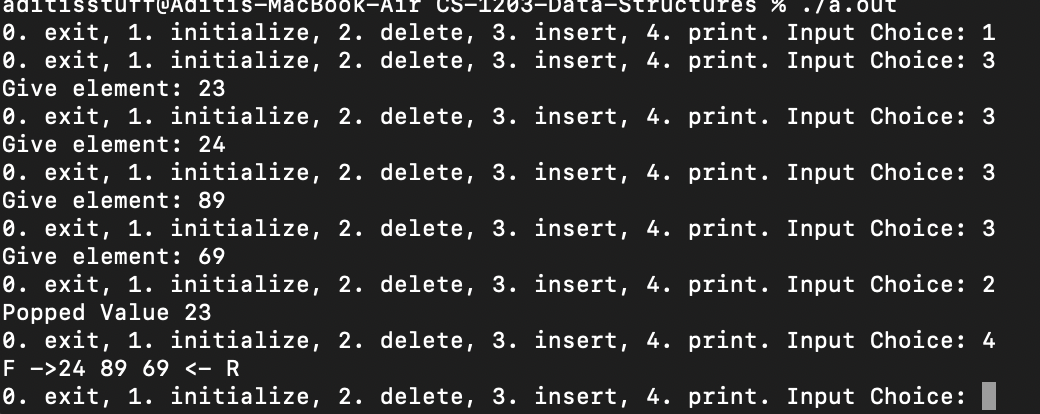 aditisstuff@Aditis-MacBook-Air CS-1203-Data-Structures % ./a.out
0. exit, 1. initialize, 2. delete, 3. insert, 4. print. Input Choice: 1
0. exit, 1. initialize, 2. delete, 3. insert, 4. print. Input Choice: 3
Give element: 23
0. exit, 1. initialize, 2. delete, 3. insert, 4. print. Input Choice: 3
Give element: 24
0. exit, 1. initialize, 2. delete, 3. insert, 4. print. Input Choice: 3
Give element: 89
0. exit, 1. initialize, 2. delete, 3. insert, 4. print. Input Choice: 3
Give element: 69
0. exit, 1. initialize, 2. delete, 3. insert, 4. print. Input Choice: 2
Popped Value 23
0. exit, 1. initialize, 2. delete, 3. insert, 4. print. Input Choice: 4
F ->24 89 69 <- R
0. exit, 1. initialize, 2. delete, 3. insert, 4. print. Input Choice: